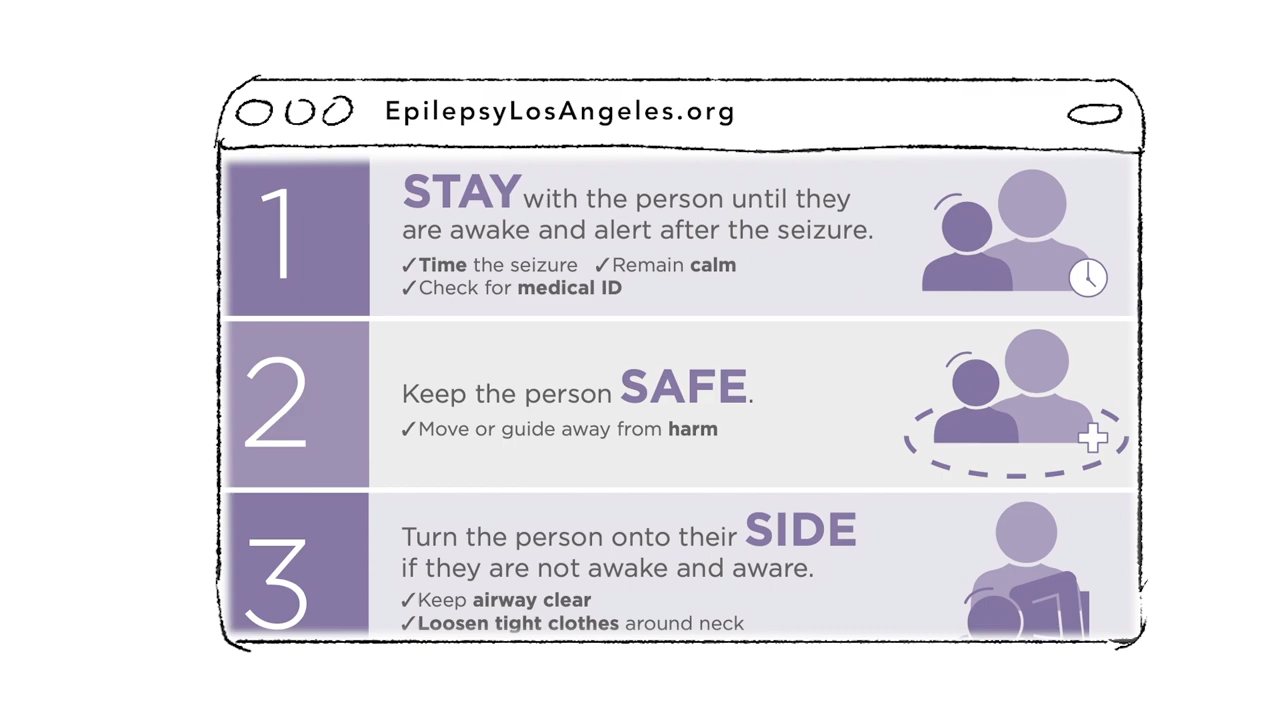 EpilepsyLosAngeles.org
1
STAY with the person until they
are awake and alert after the seizure.
✓Time the seizure ✓Remain calm
✓Check for medical ID
2
Keep the person SAFE.
✓Move or guide away from harm
3
Turn the person onto their SIDE
if they are not awake and aware.
✓Keep airway clear
✓Loosen tight clothes around neck